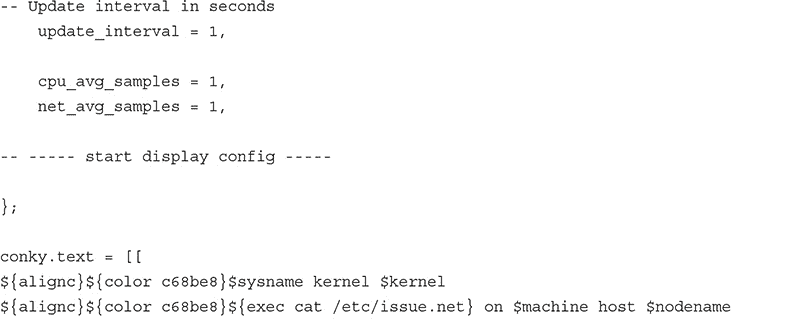 -- Update interval in seconds
    update_interval = 1,

    cpu_avg_samples = 1,
    net_avg_samples = 1,

-- ----- start display config -----

};

conky.text = [[
${alignc}${color c68be8}$sysname kernel $kernel
${alignc}${color c68be8}${exec cat /etc/issue.net} on $machine host $nodename